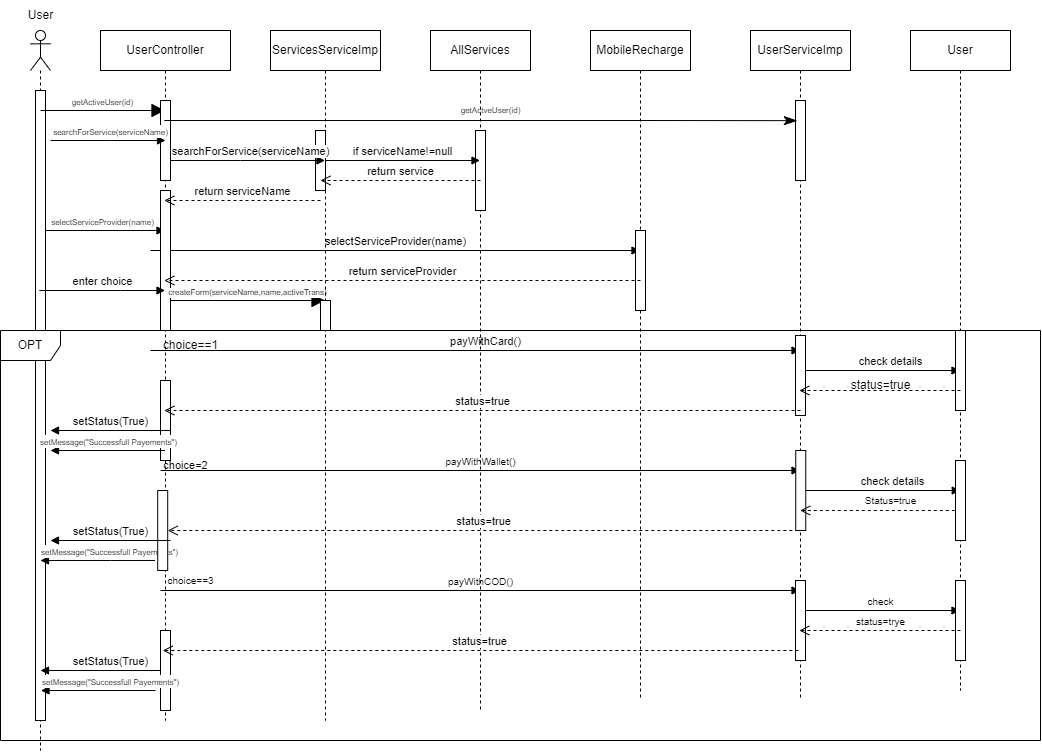 User
UserController
ServicesServiceImp
AllServices
MobileRecharge
UserServiceImp
User
getActiveUser(id)
getActiveUser(id)
searchForService(serviceName)
searchForService(serviceName)
if serviceName!=null
return service
return serviceName
selectServiceProvider(name)
selectServiceProvider(name)
return serviceProvider
enter choice
createForm(serviceName,name,activeTrans)
OPT
choice==1
payWithCard()
check details
status=true
status=true
setStatus(True)
setMessage("Successfull Payements")
choice=2
payWithWallet()
check details
Status=true
status=true
setStatus(True)
setMessage("Successfull Payements")
choice==3
payWithCOD()
check
status=trye
status=true
setStatus(True)
setMessage("Successfull Payements")